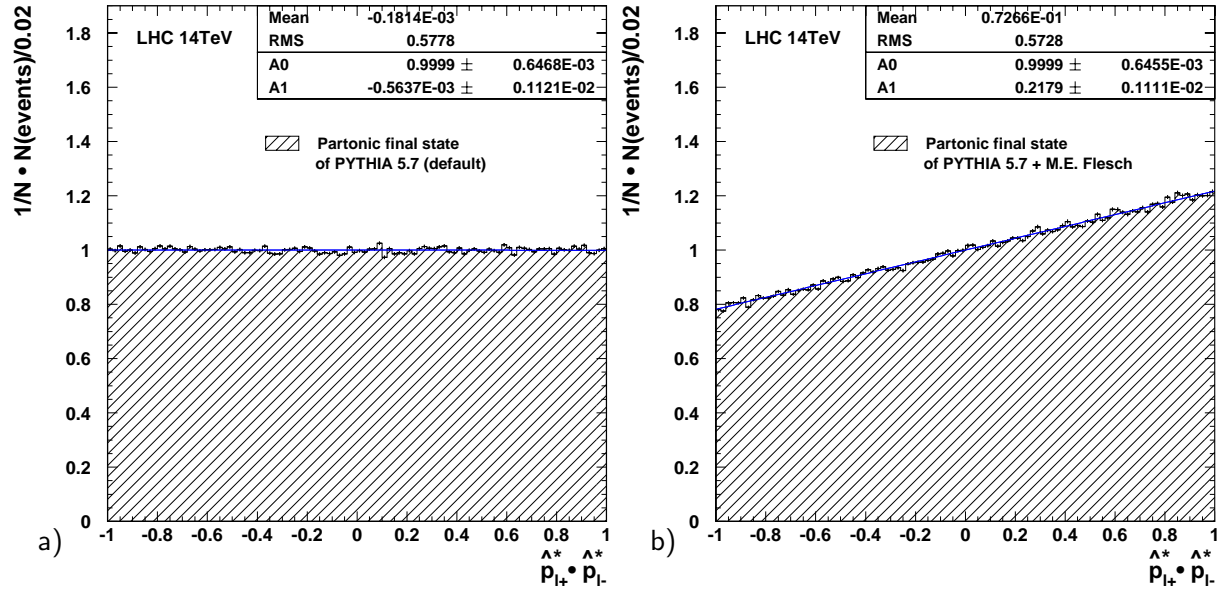 1/N • N(events)/0.02
Mean -0.1814E-03
RMS 0.5778
A0 0.9999 ± 0.6468E-03
A1 -0.5637E-03 ± 0.1121E-02
LHC 14TeV
Partonic final state
of PYTHIA 5.7 (default)
1.8
1.6
1.4
1.2
1
0.8
0.6
0.4
0.2
0
-1 -0.8 -0.6 -0.4 -0.2 0 0.2 0.4 0.6 0.8 1
a)
p̂*l+ • p̂*l-
1/N • N(events)/0.02
Mean 0.7266E-01
RMS 0.5728
A0 0.9999 ± 0.6455E-03
A1 0.2179 ± 0.1111E-02
LHC 14TeV
Partonic final state
of PYTHIA 5.7 + M.E. Flesch
1.8
1.6
1.4
1.2
1
0.8
0.6
0.4
0.2
0
-1 -0.8 -0.6 -0.4 -0.2 0 0.2 0.4 0.6 0.8 1
b)
p̂*l+ • p̂*l-